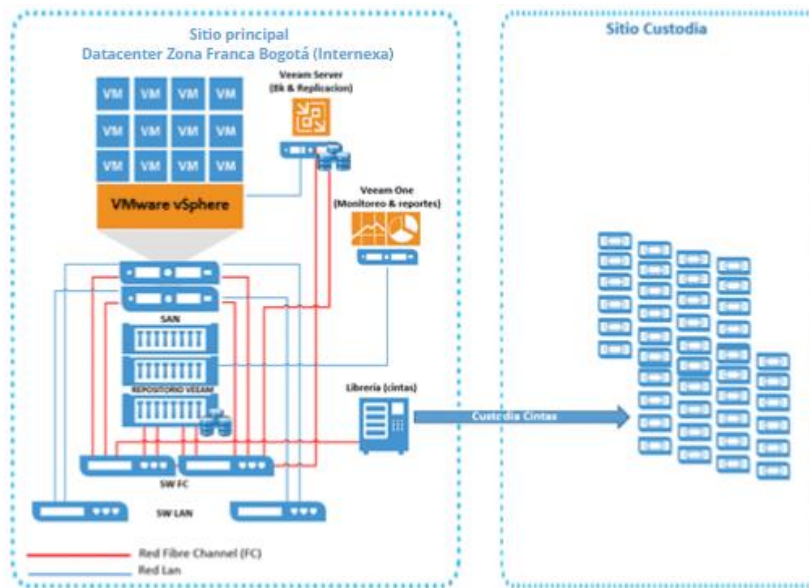 Sitio principal
Datacenter Zona Franca Bogotá (Internexa)
Sitio Custodia
Veeam Server
(Bk & Replicacion)
VM VM VM VM
VM VM VM VM
VM VM VM VM
VMware vSphere
Veeam One
(Monitoreo & reportes)
SAN
REPOSITORIO VEEAM
Librería (cintas)
Custodia Cintas
SW FC
SW LAN
Red Fibre Channel (FC)
Red Lan